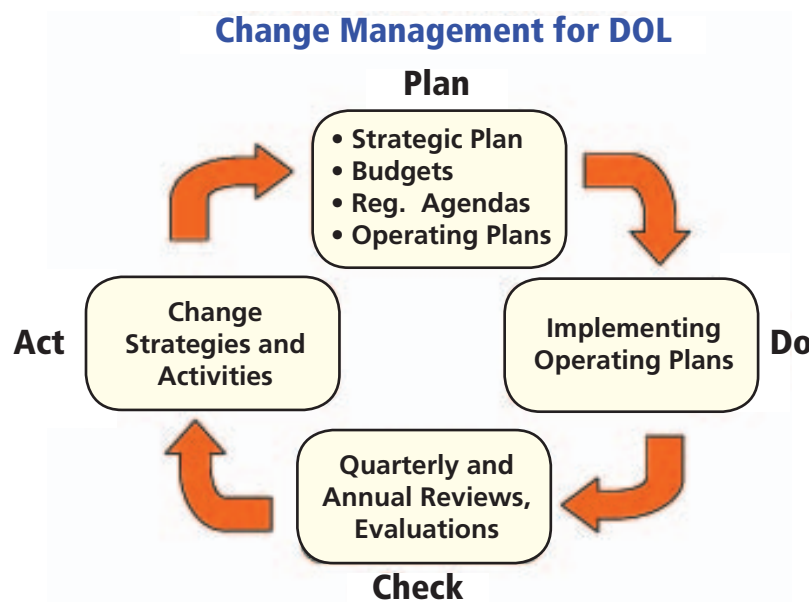 Change Management for DOL
Plan
• Strategic Plan
• Budgets
• Reg. Agendas
• Operating Plans
Act
Change
Strategies and
Activities
Implementing
Operating Plans
Do
Quarterly and
Annual Reviews,
Evaluations
Check